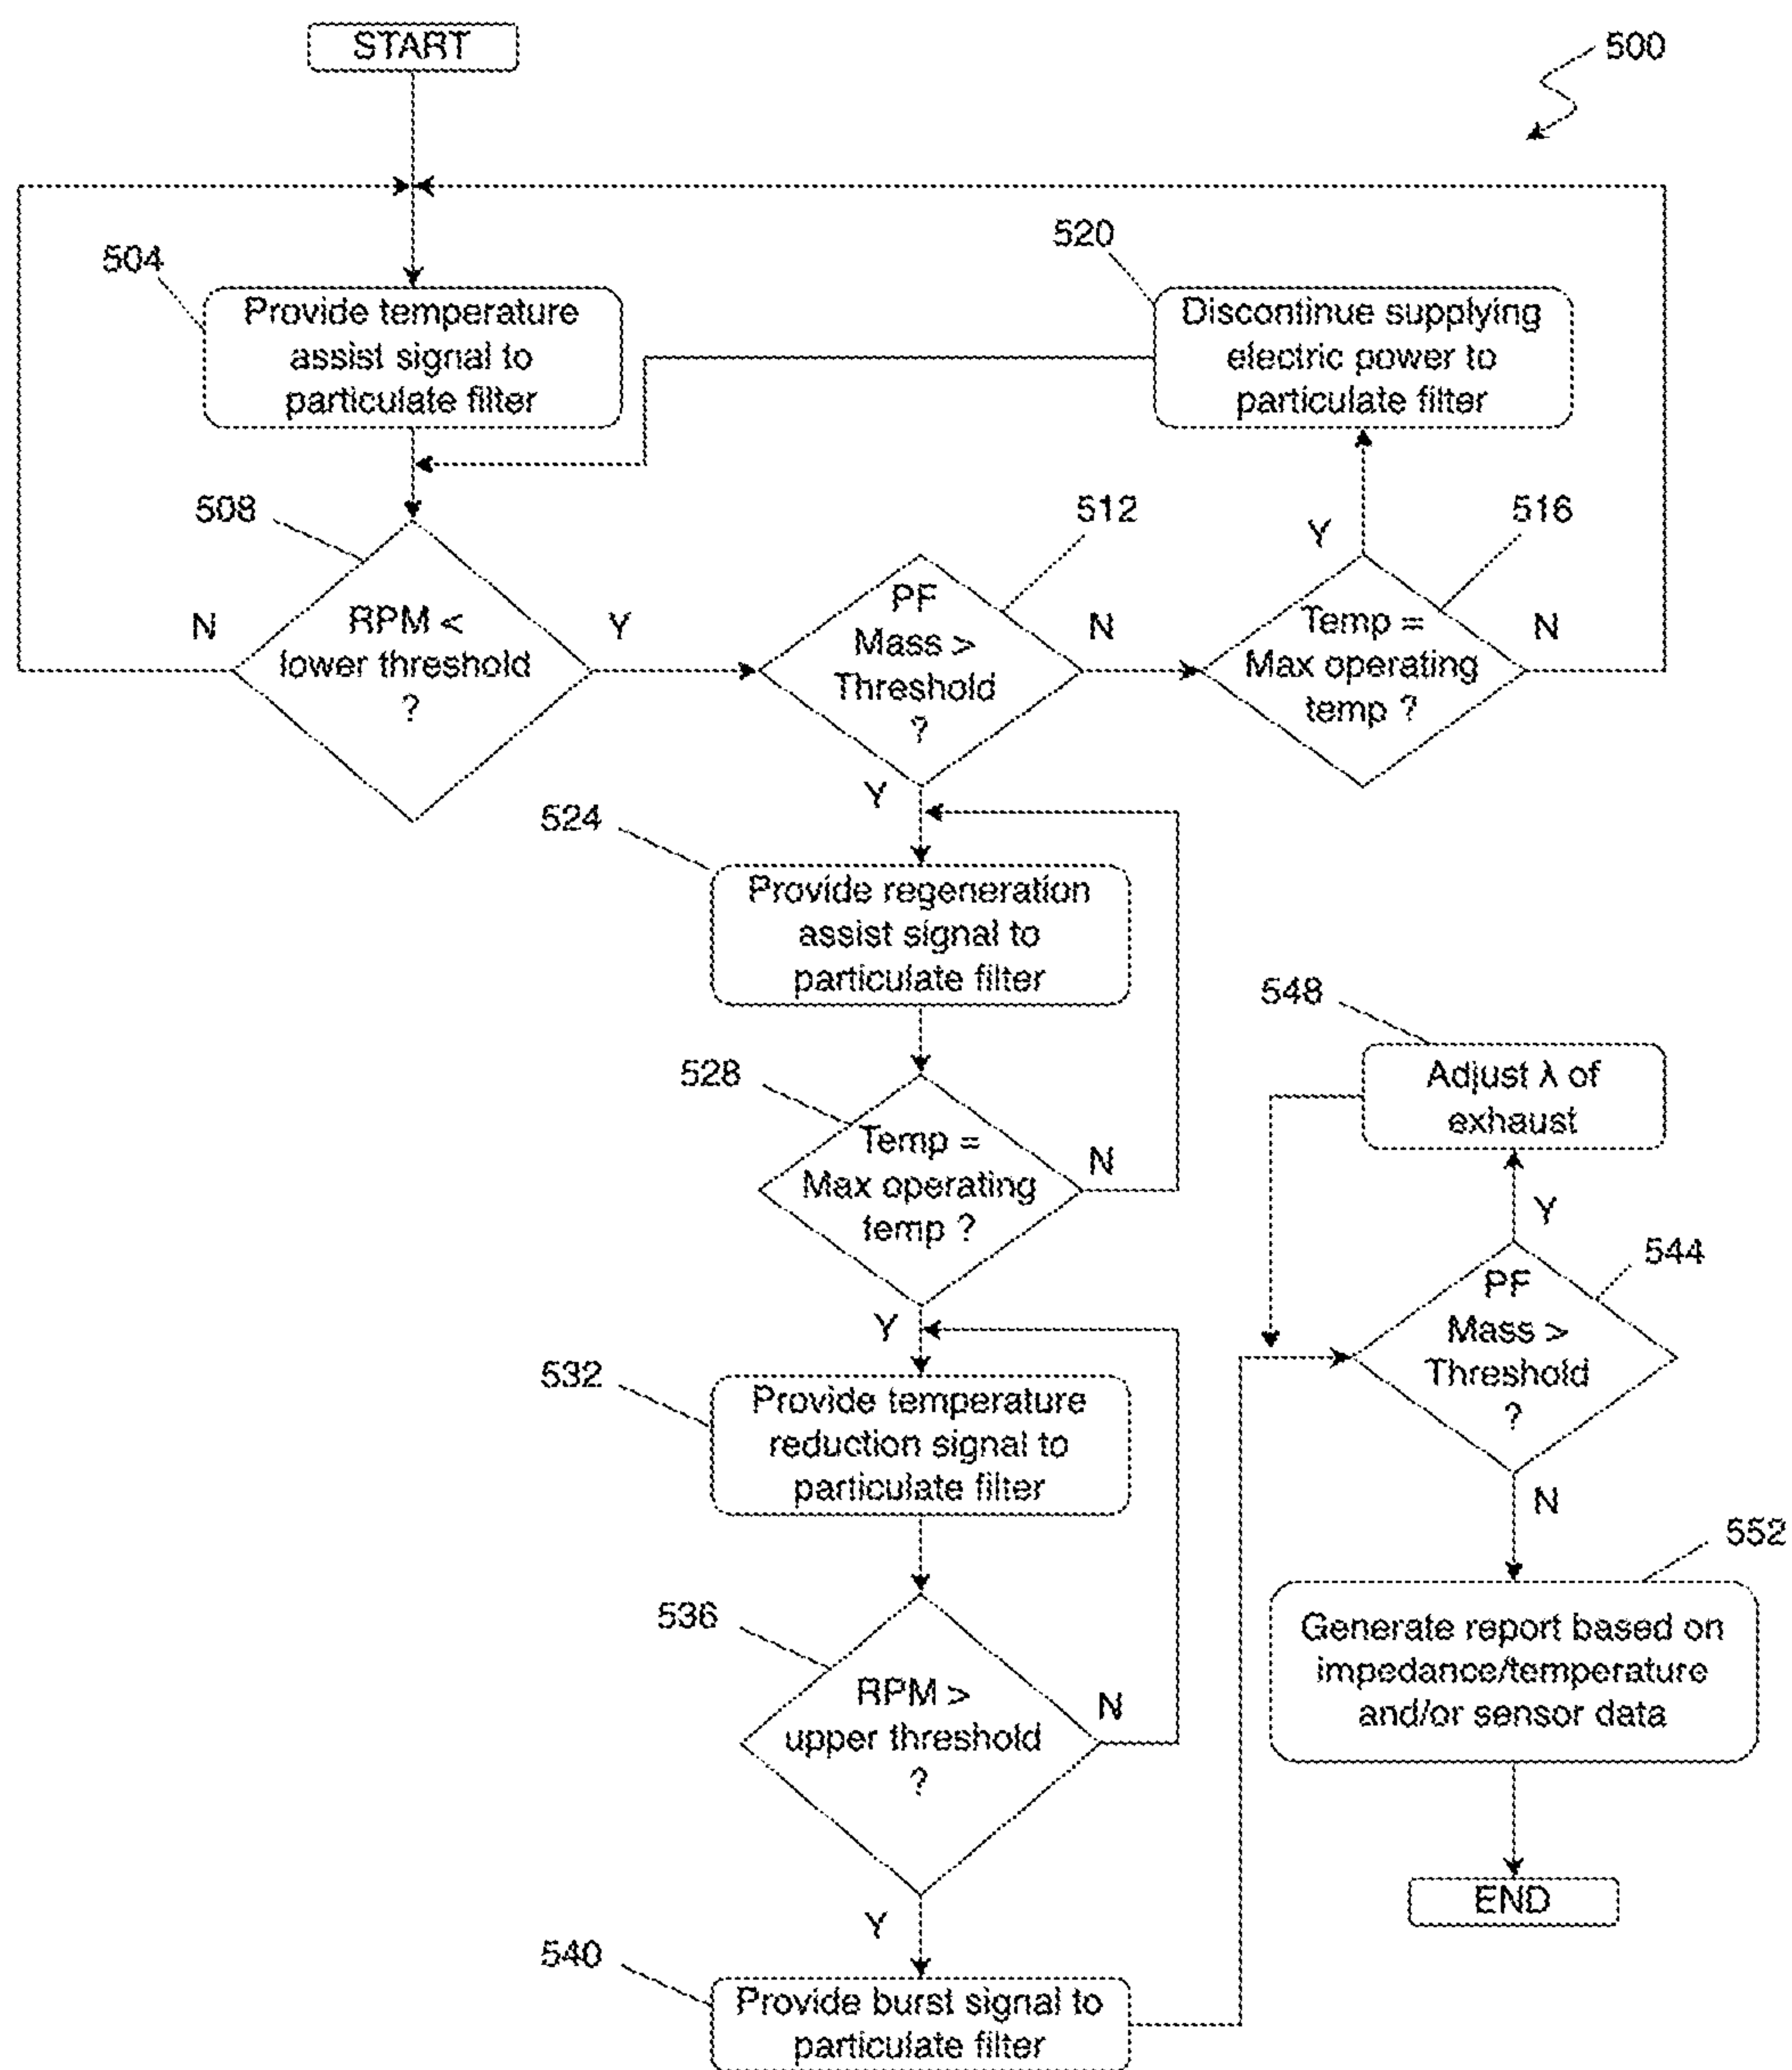 START
500
504
Provide temperature
assist signal to
particulate filter
520
Discontinue supplying
electric power to
particulate filter
508
RPM <
lower threshold
?
N
Y
512
PF
Mass >
Threshold
?
N
Y
516
Temp =
Max operating
temp ?
Y
N
524
Provide regeneration
assist signal to
particulate filter
528
Temp =
Max operating
temp ?
N
Y
532
Provide temperature
reduction signal to
particulate filter
536
RPM >
upper threshold
?
N
Y
540
Provide burst signal to
particulate filter
548
Adjust λ of
exhaust
Y
544
PF
Mass >
Threshold
?
N
552
Generate report based on
impedance/temperature
and/or sensor data
END